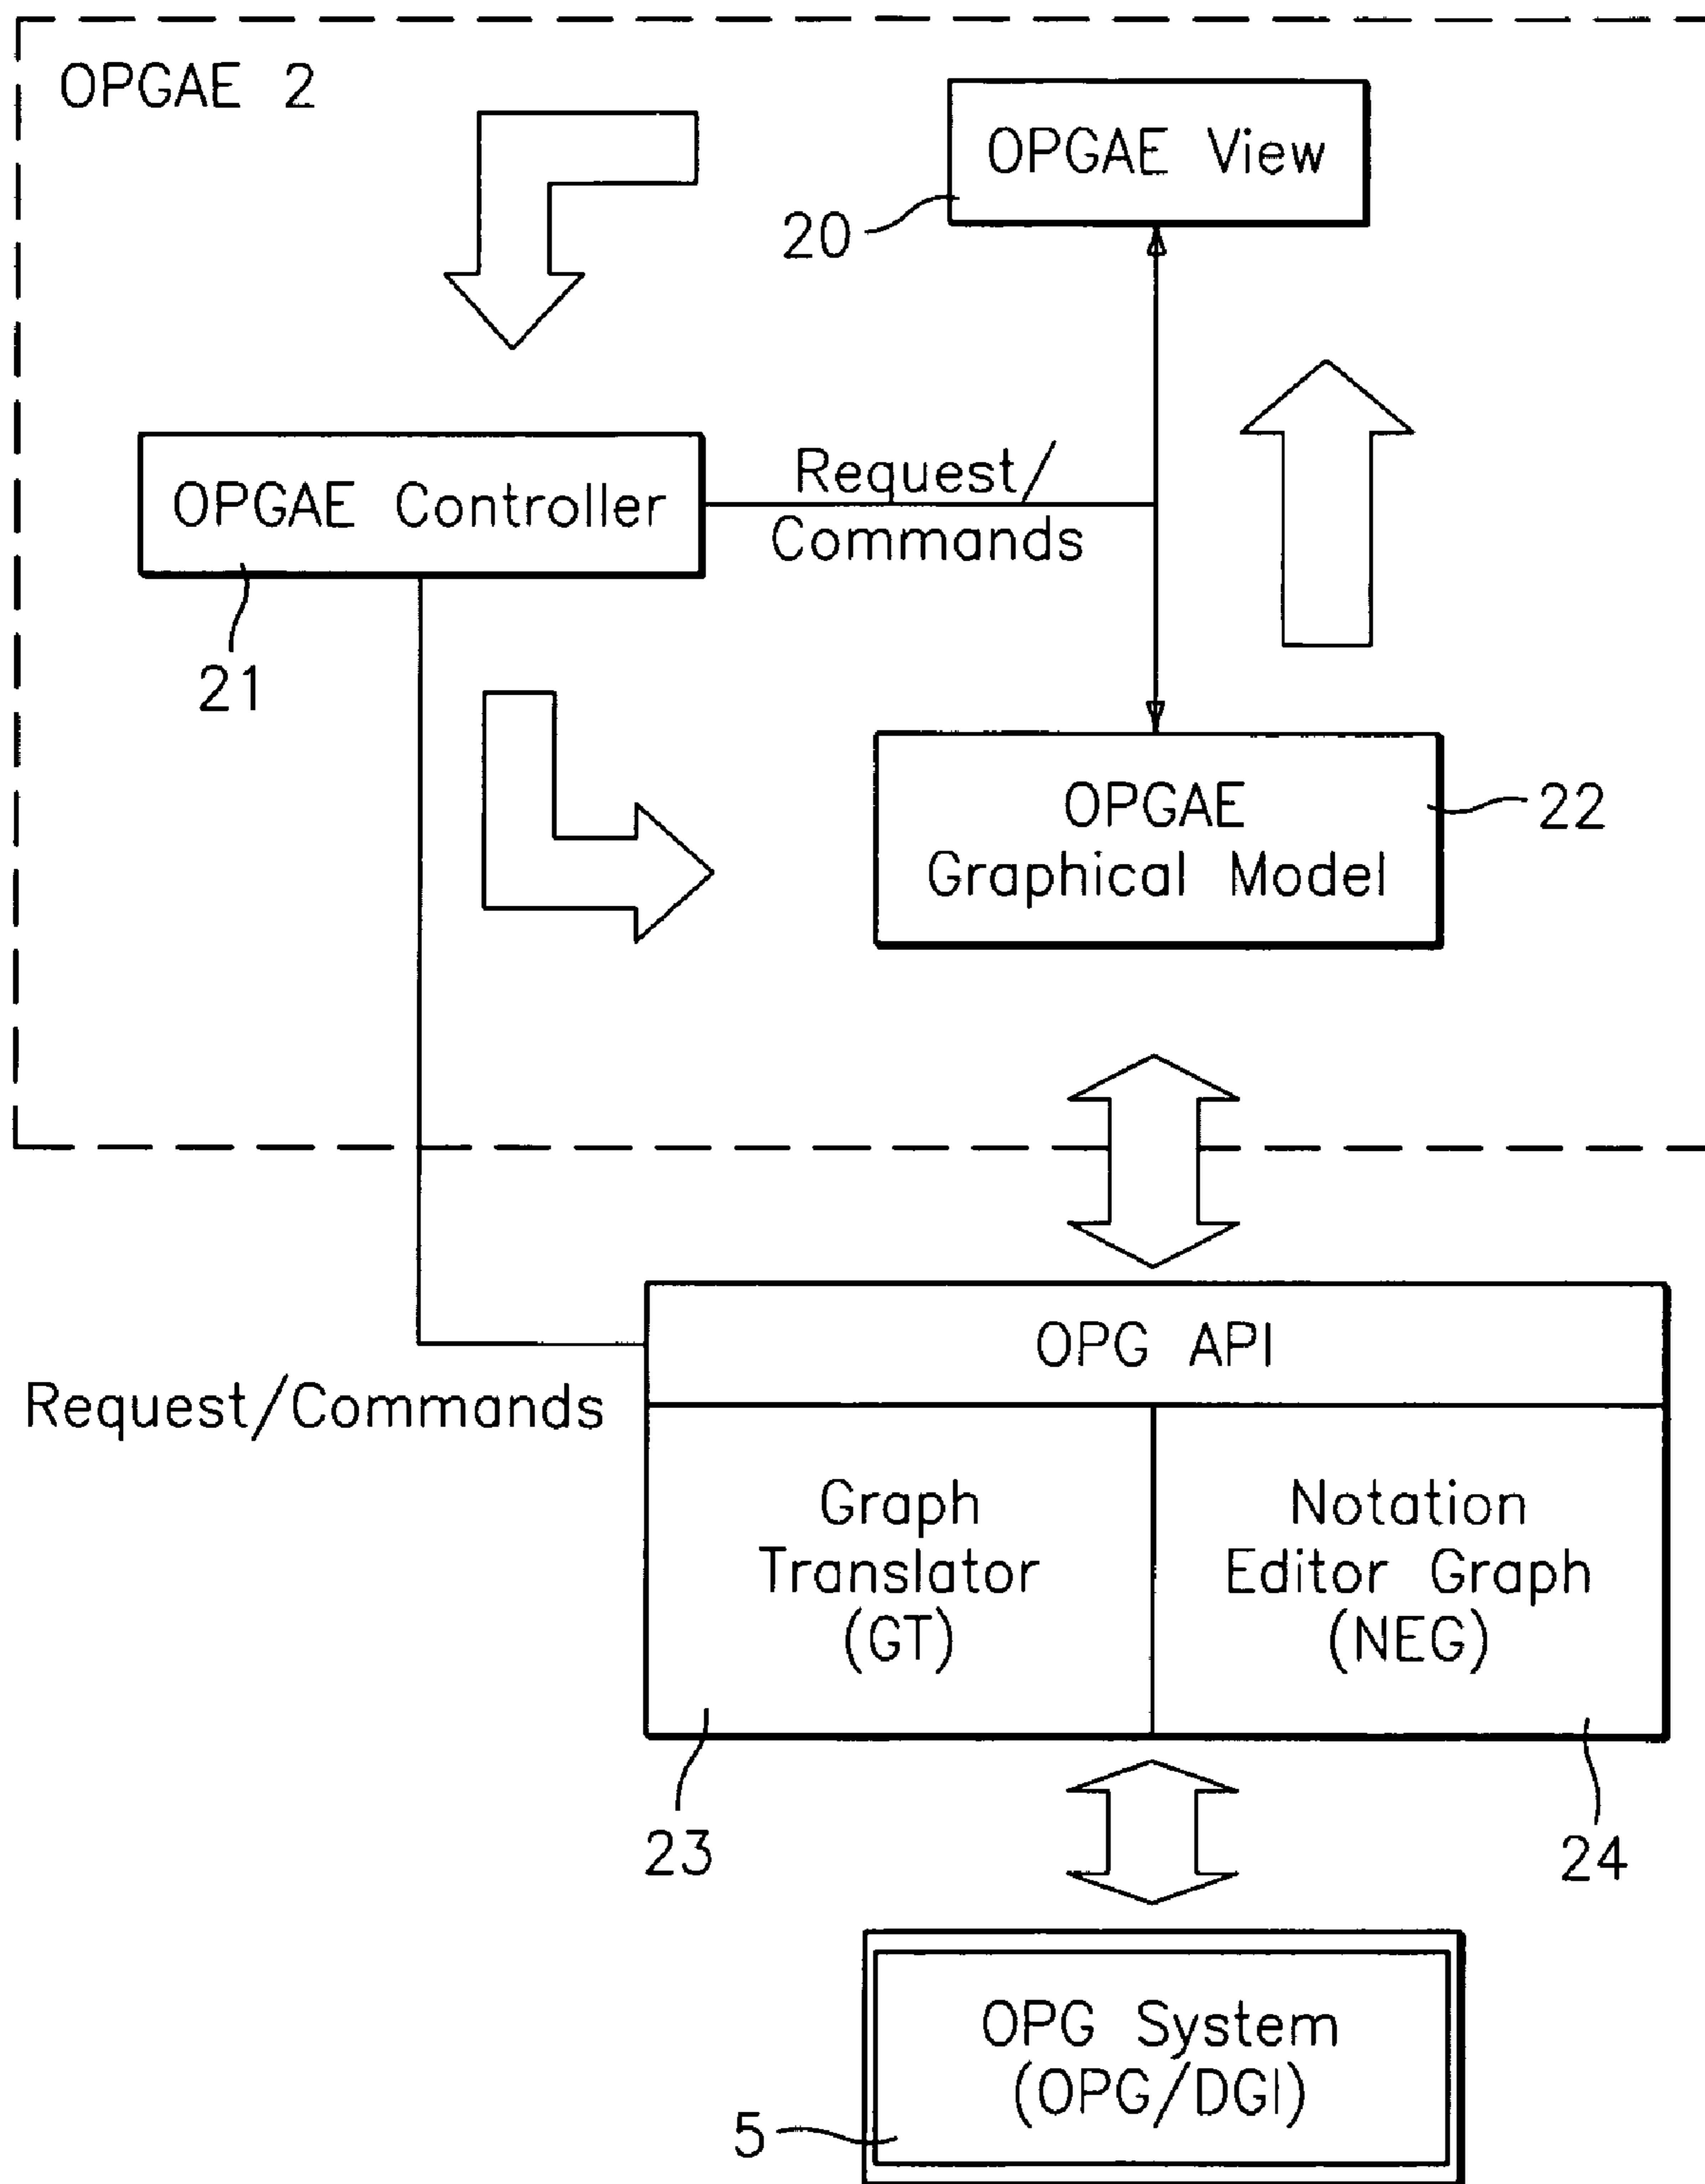 OPGAE 2
OPGAE View
20
OPGAE Controller
Request/
Commands
21
OPGAE
Graphical Model
22
OPG API
Request/Commands
Graph
Translator
(GT)
Notation
Editor Graph
(NEG)
23
24
OPG System
(OPG/DGI)
5